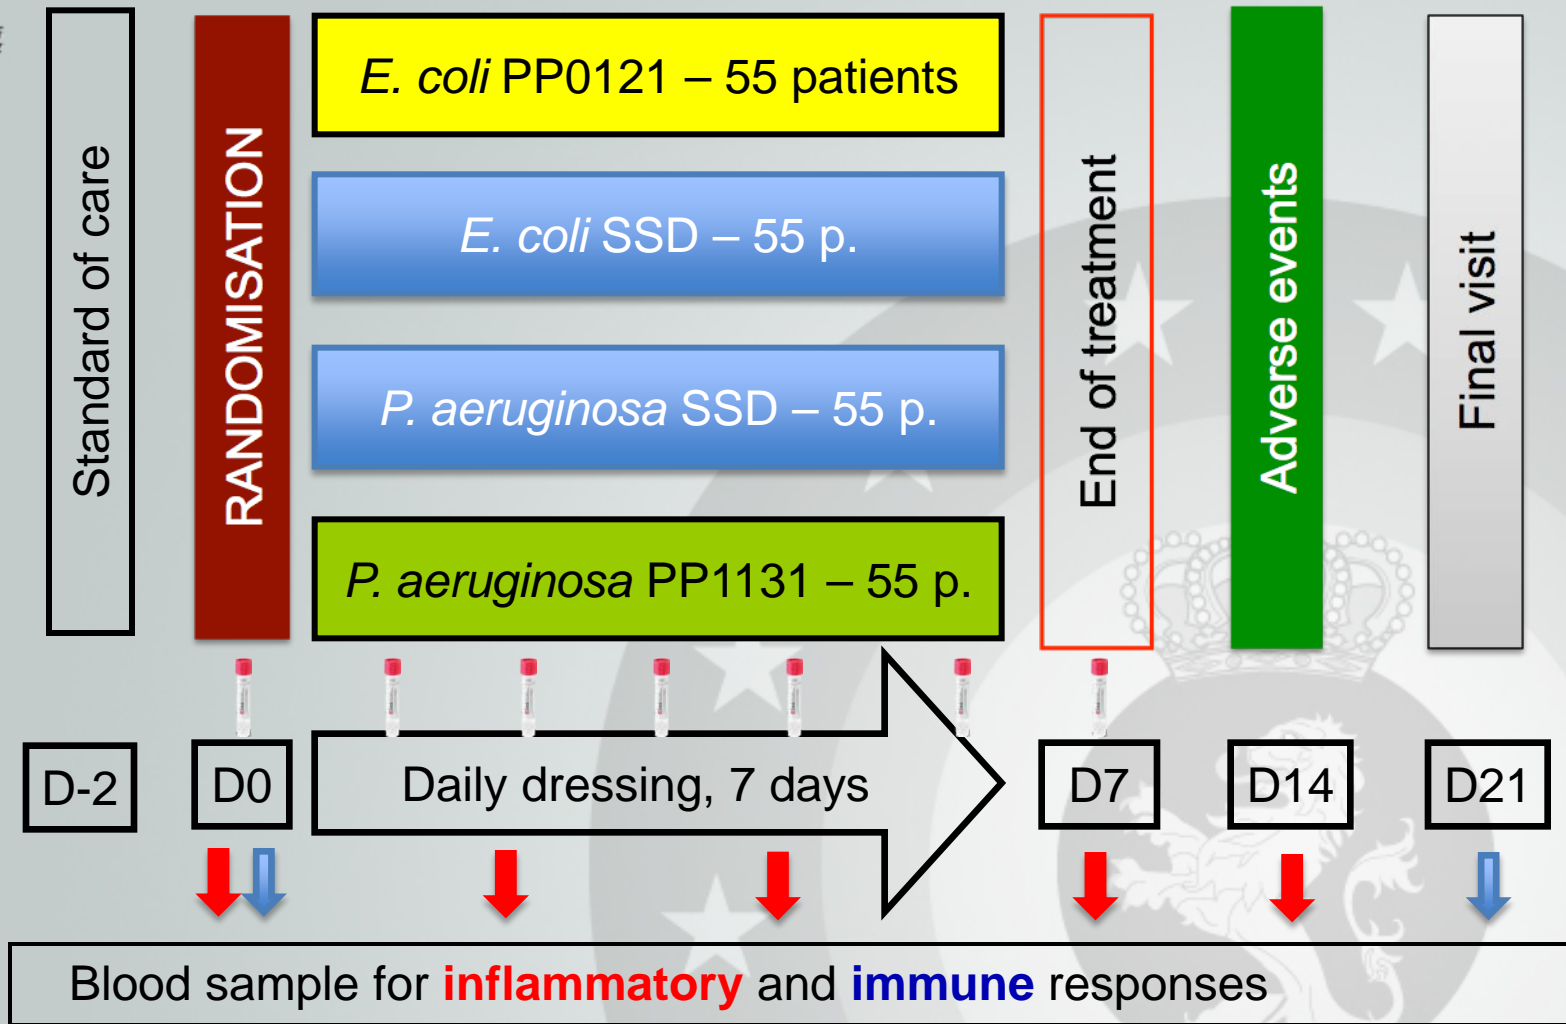 Standard of care
RANDOMISATION
E. coli PP0121 – 55 patients
E. coli SSD – 55 p.
P. aeruginosa SSD – 55 p.
P. aeruginosa PP1131 – 55 p.
End of treatment
Adverse events
Final visit
D-2
D0
Daily dressing, 7 days
D7
D14
D21
Blood sample for inflammatory and immune responses